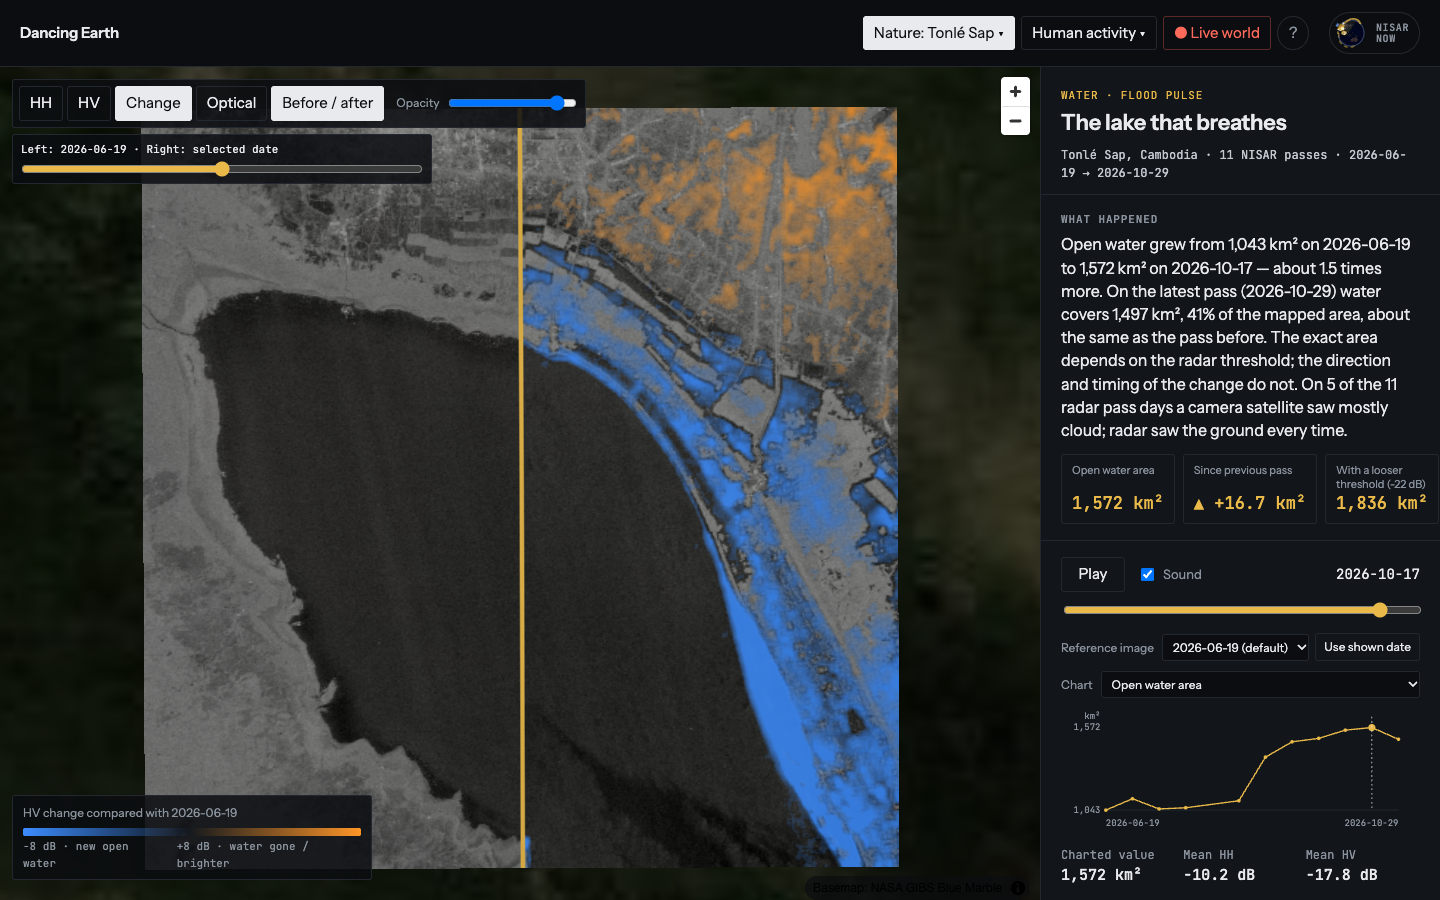 Dancing Earth
Nature: Tonlé Sap ▾
Human activity ▾
Live world
?
NISAR
NOW
HH
HV
Change
Optical
Before / after
Opacity
Left: 2026-06-19 · Right: selected date
+
−
HV change compared with 2026-06-19
-8 dB · new open
water
+8 dB · water gone /
brighter
Basemap: NASA GIBS Blue Marble
WATER · FLOOD PULSE
The lake that breathes
Tonlé Sap, Cambodia · 11 NISAR passes · 2026-06-
19 → 2026-10-29
WHAT HAPPENED
Open water grew from 1,043 km² on 2026-06-19
to 1,572 km² on 2026-10-17 — about 1.5 times
more. On the latest pass (2026-10-29) water
covers 1,497 km², 41% of the mapped area, about
the same as the pass before. The exact area
depends on the radar threshold; the direction
and timing of the change do not. On 5 of the 11
radar pass days a camera satellite saw mostly
cloud; radar saw the ground every time.
Open water area
1,572 km²
Since previous pass
▲ +16.7 km²
With a looser
threshold (-22 dB)
1,836 km²
Play
Sound
2026-10-17
Reference image
2026-06-19 (default)
Use shown date
Chart
Open water area
km²
1,572
1,043
2026-06-19
2026-10-29
Charted value
1,572 km²
Mean HH
-10.2 dB
Mean HV
-17.8 dB